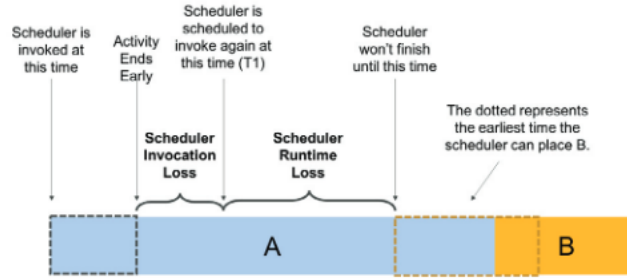 Scheduler is
invoked at
this time
Activity
Ends
Early
Scheduler is
scheduled to
invoke again at
this time (T1)
Scheduler
won't finish
until this time
The dotted represents
the earliest time the
scheduler can place B.
Scheduler
Invocation
Loss
Scheduler
Runtime
Loss
A
B